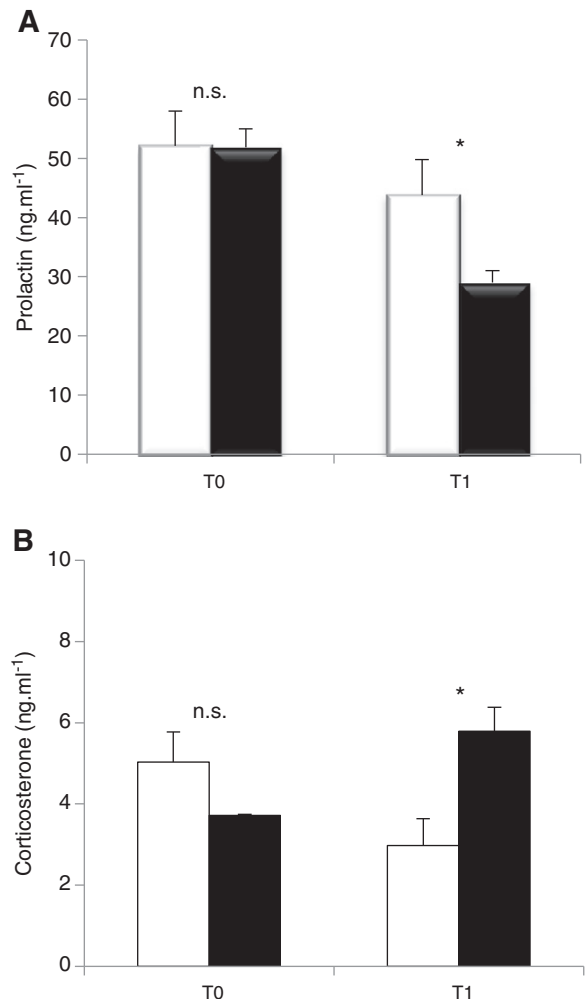 A
70
60
50
40
30
20
10
0
Prolactin (ng.ml-1)
n.s.
*
T0
T1
B
10
8
6
4
2
0
Corticosterone (ng.ml-1)
n.s.
*
T0
T1